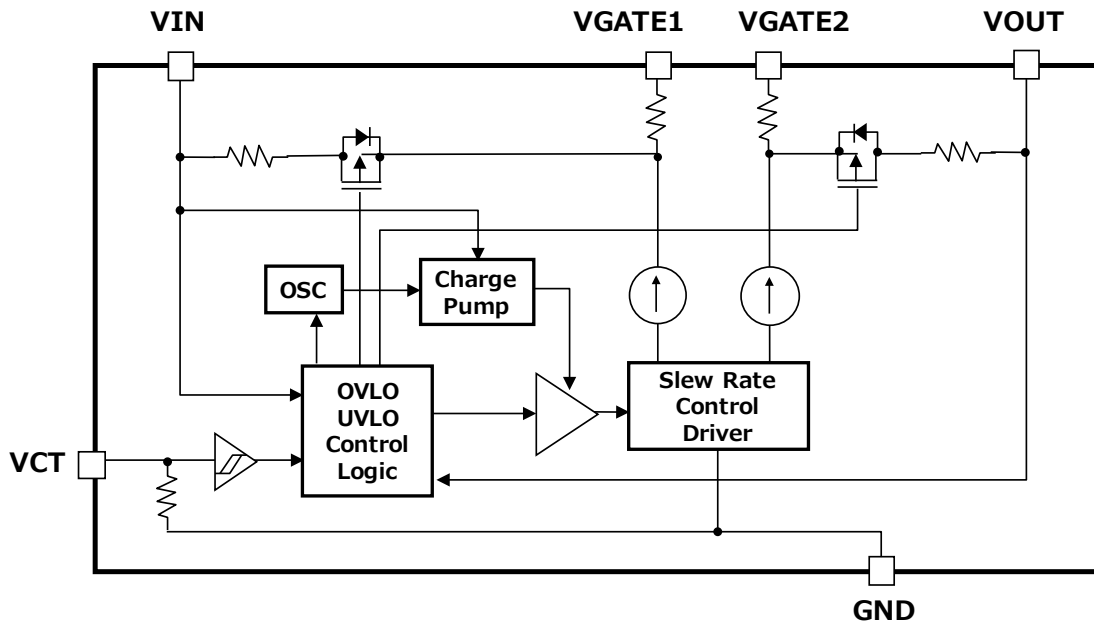 VIN
VGATE1
VGATE2
VOUT
OSC
Charge
Pump
OVLO
UVLO
Control
Logic
Slew Rate
Control
Driver
VCT
GND